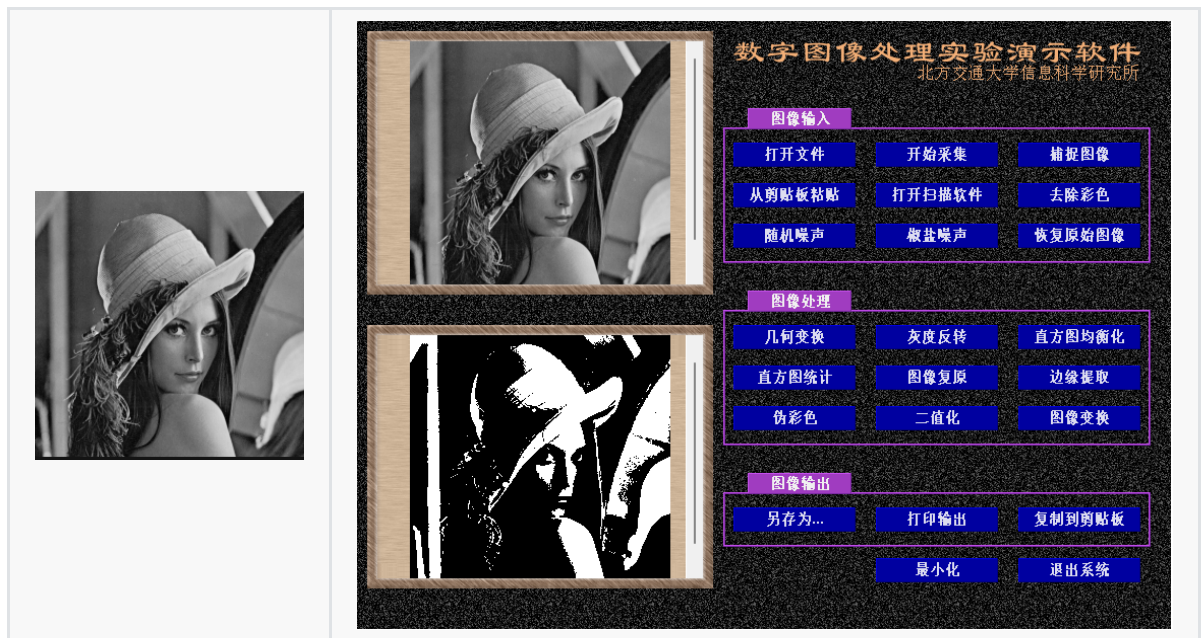 数字图像处理实验演示软件
北方交通大学信息科学研究所
图像输入
打开文件 开始采集 捕捉图像
从剪贴板粘贴 打开扫描软件 去除彩色
随机噪声 椒盐噪声 恢复原始图像
图像处理
几何变换 灰度反转 直方图均衡化
直方图统计 图像复原 边缘提取
伪彩色 二值化 图像变换
图像输出
另存为... 打印输出 复制到剪贴板
最小化 退出系统